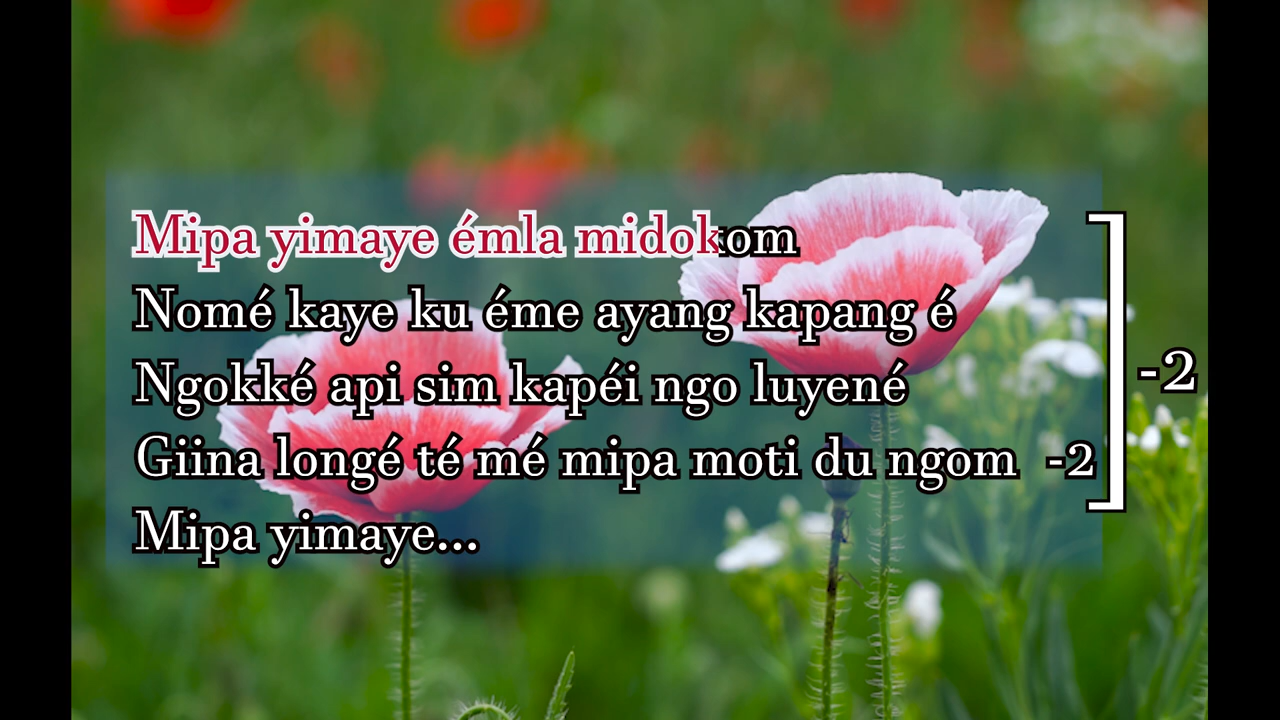 Mipa yimaye émla midokom
Nomé kaye ku éme ayang kapang é
Ngokké api sim kapéi ngo luyené
Giina longé té mé mipa moti du ngom -2
Mipa yimaye...
-2